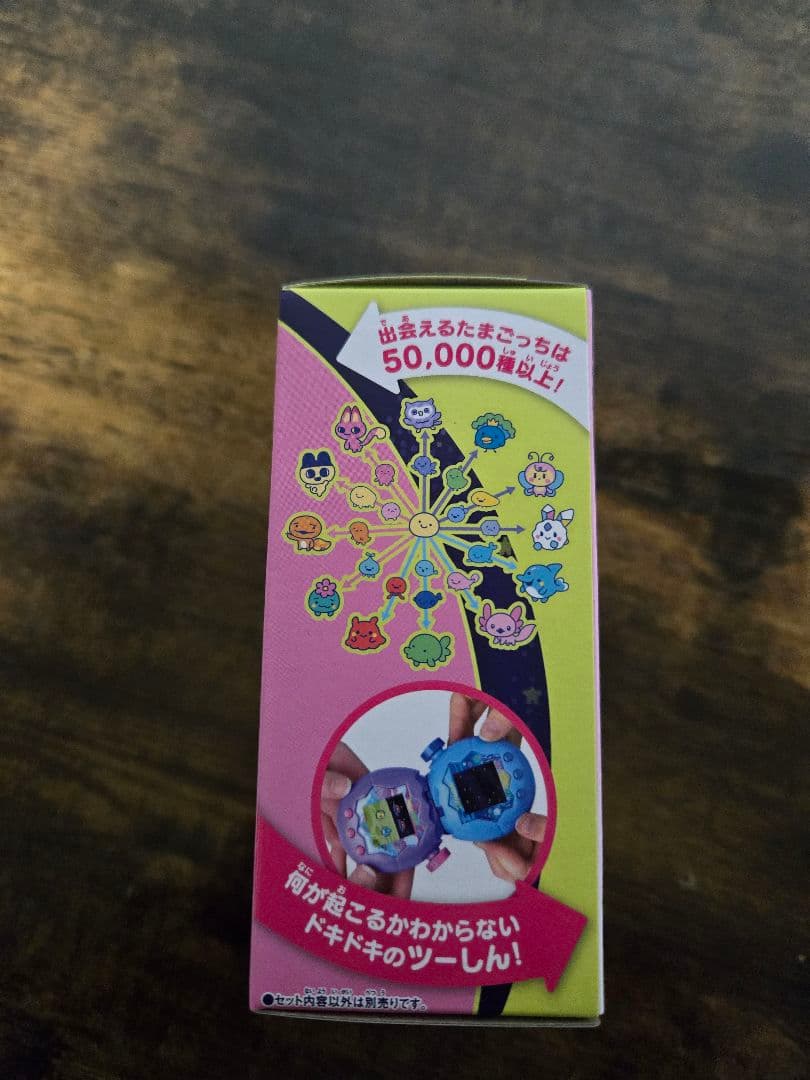 出会えるたまごっちは
50,000種以上!
何が起こるかわからない
ドキドキのツーしん!
●セット内容以外は別売りです。